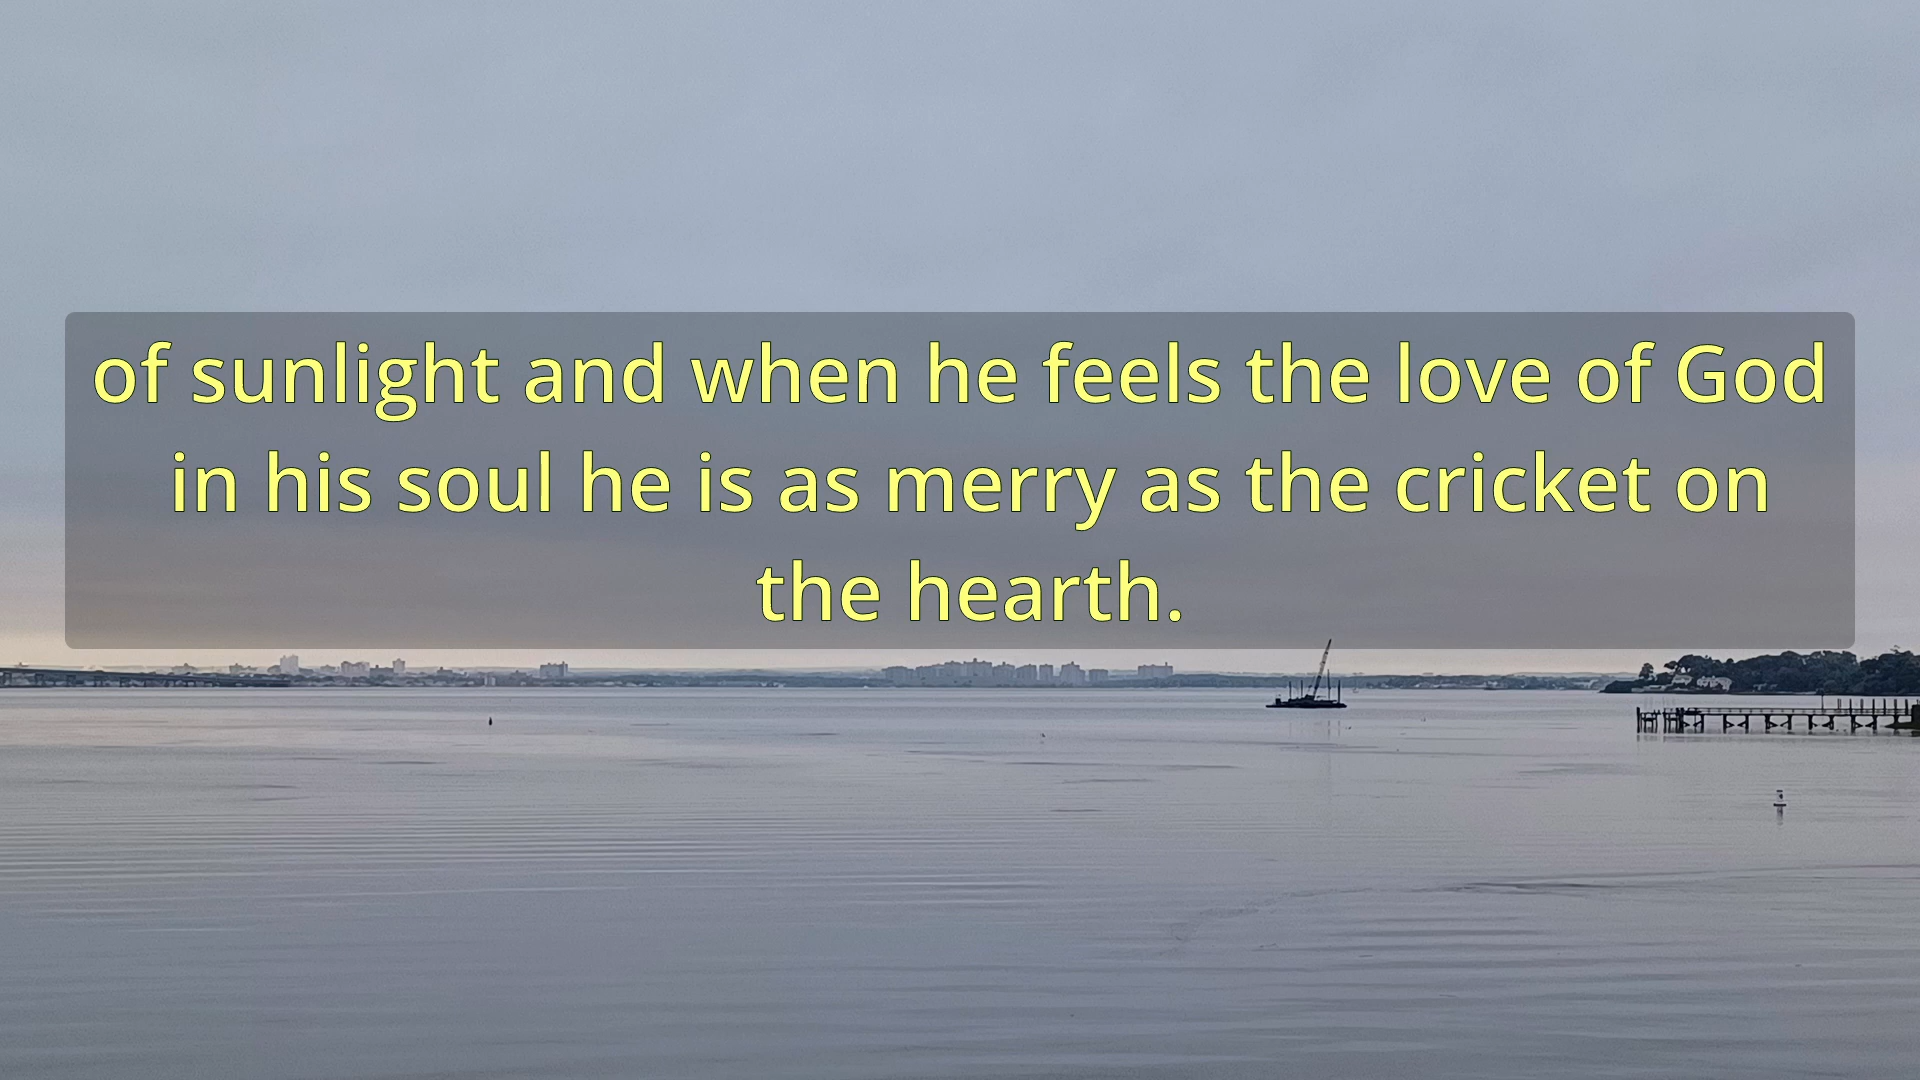 of sunlight and when he feels the love of God
in his soul he is as merry as the cricket on
the hearth.